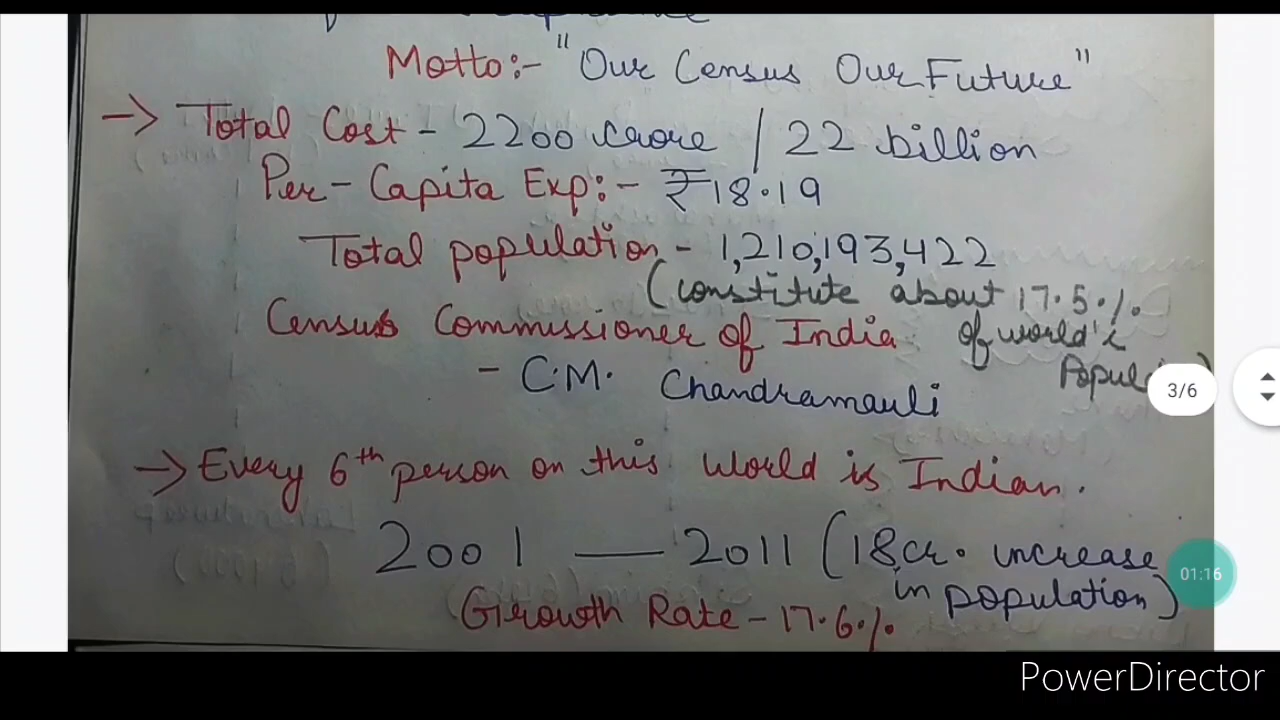 Motto:- "Our Census Our Future"
→ Total Cost - 2200 crore / 22 billion
Per-Capita Exp:- ₹18.19
Total population - 1,210,193,422
(constitute about 17.5.%
Census Commissioner of India of world's
Popul
- C.M. Chandramauli
3/6
→ Every 6th person on this world is Indian.
2001 — 2011 (18cr. increase
in population)
01:16
Growth Rate - 17.6%
PowerDirector